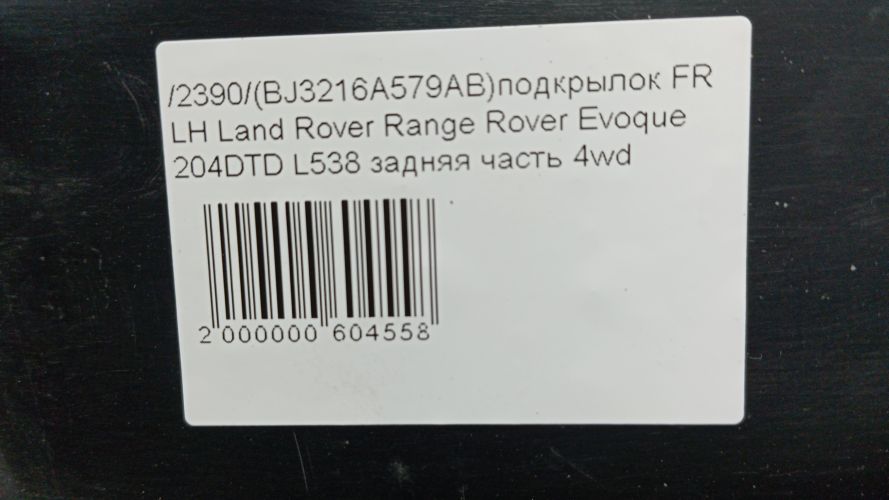 /2390/(BJ3216A579AB)подкрылок FR
LH Land Rover Range Rover Evoque
204DTD L538 задняя часть 4wd
2 000000 604558